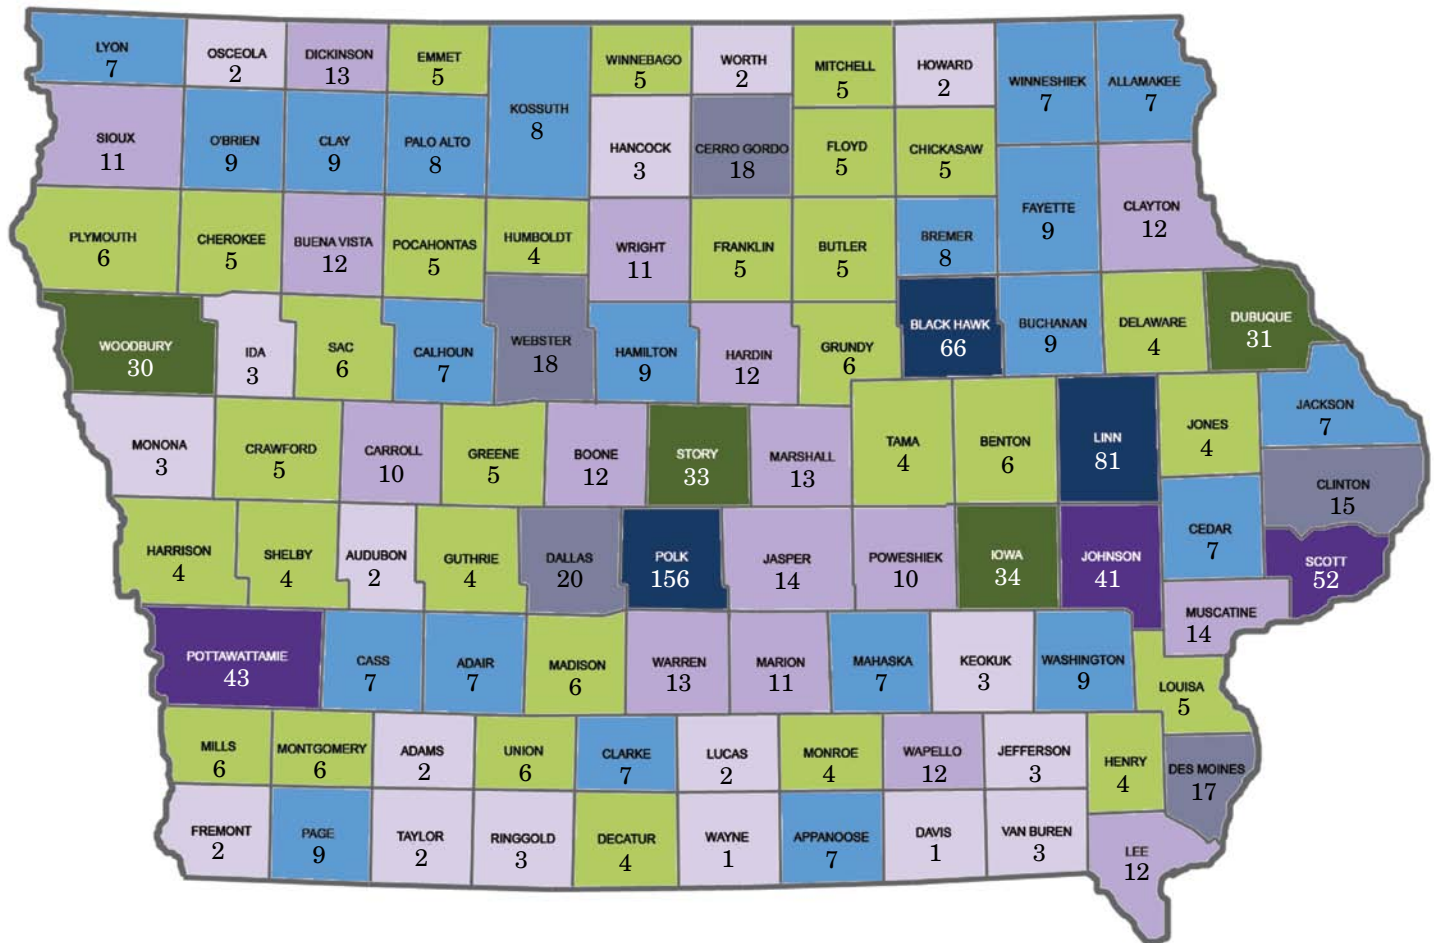 LYON
7
OSCEOLA
2
DICKINSON
13
EMMET
5
KOSSUTH
8
WINNEBAGO
5
WORTH
2
MITCHELL
5
HOWARD
2
WINNESHIEK
7
ALLAMAKEE
7
SIOUX
11
O'BRIEN
9
CLAY
9
PALO ALTO
8
HANCOCK
3
CERRO GORDO
18
FLOYD
5
CHICKASAW
5
FAYETTE
9
CLAYTON
12
PLYMOUTH
6
CHEROKEE
5
BUENA VISTA
12
POCAHONTAS
5
HUMBOLDT
4
WRIGHT
11
FRANKLIN
5
BUTLER
5
BREMER
8
WOODBURY
30
IDA
3
SAC
6
CALHOUN
7
WEBSTER
18
HAMILTON
9
HARDIN
12
GRUNDY
6
BLACK HAWK
66
BUCHANAN
9
DELAWARE
4
DUBUQUE
31
MONONA
3
CRAWFORD
5
CARROLL
10
GREENE
5
BOONE
12
STORY
33
MARSHALL
13
TAMA
4
BENTON
6
LINN
81
JONES
4
JACKSON
7
CLINTON
15
HARRISON
4
SHELBY
4
AUDUBON
2
GUTHRIE
4
DALLAS
20
POLK
156
JASPER
14
POWESHIEK
10
IOWA
34
JOHNSON
41
CEDAR
7
SCOTT
52
MUSCATINE
14
POTTAWATTAMIE
43
CASS
7
ADAIR
7
MADISON
6
WARREN
13
MARION
11
MAHASKA
7
KEOKUK
3
WASHINGTON
9
LOUISA
5
MILLS
6
MONTGOMERY
6
ADAMS
2
UNION
6
CLARKE
7
LUCAS
2
MONROE
4
WAPELLO
12
JEFFERSON
3
HENRY
4
DES MOINES
17
FREMONT
2
PAGE
9
TAYLOR
2
RINGGOLD
3
DECATUR
4
WAYNE
1
APPANOOSE
7
DAVIS
1
VAN BUREN
3
LEE
12